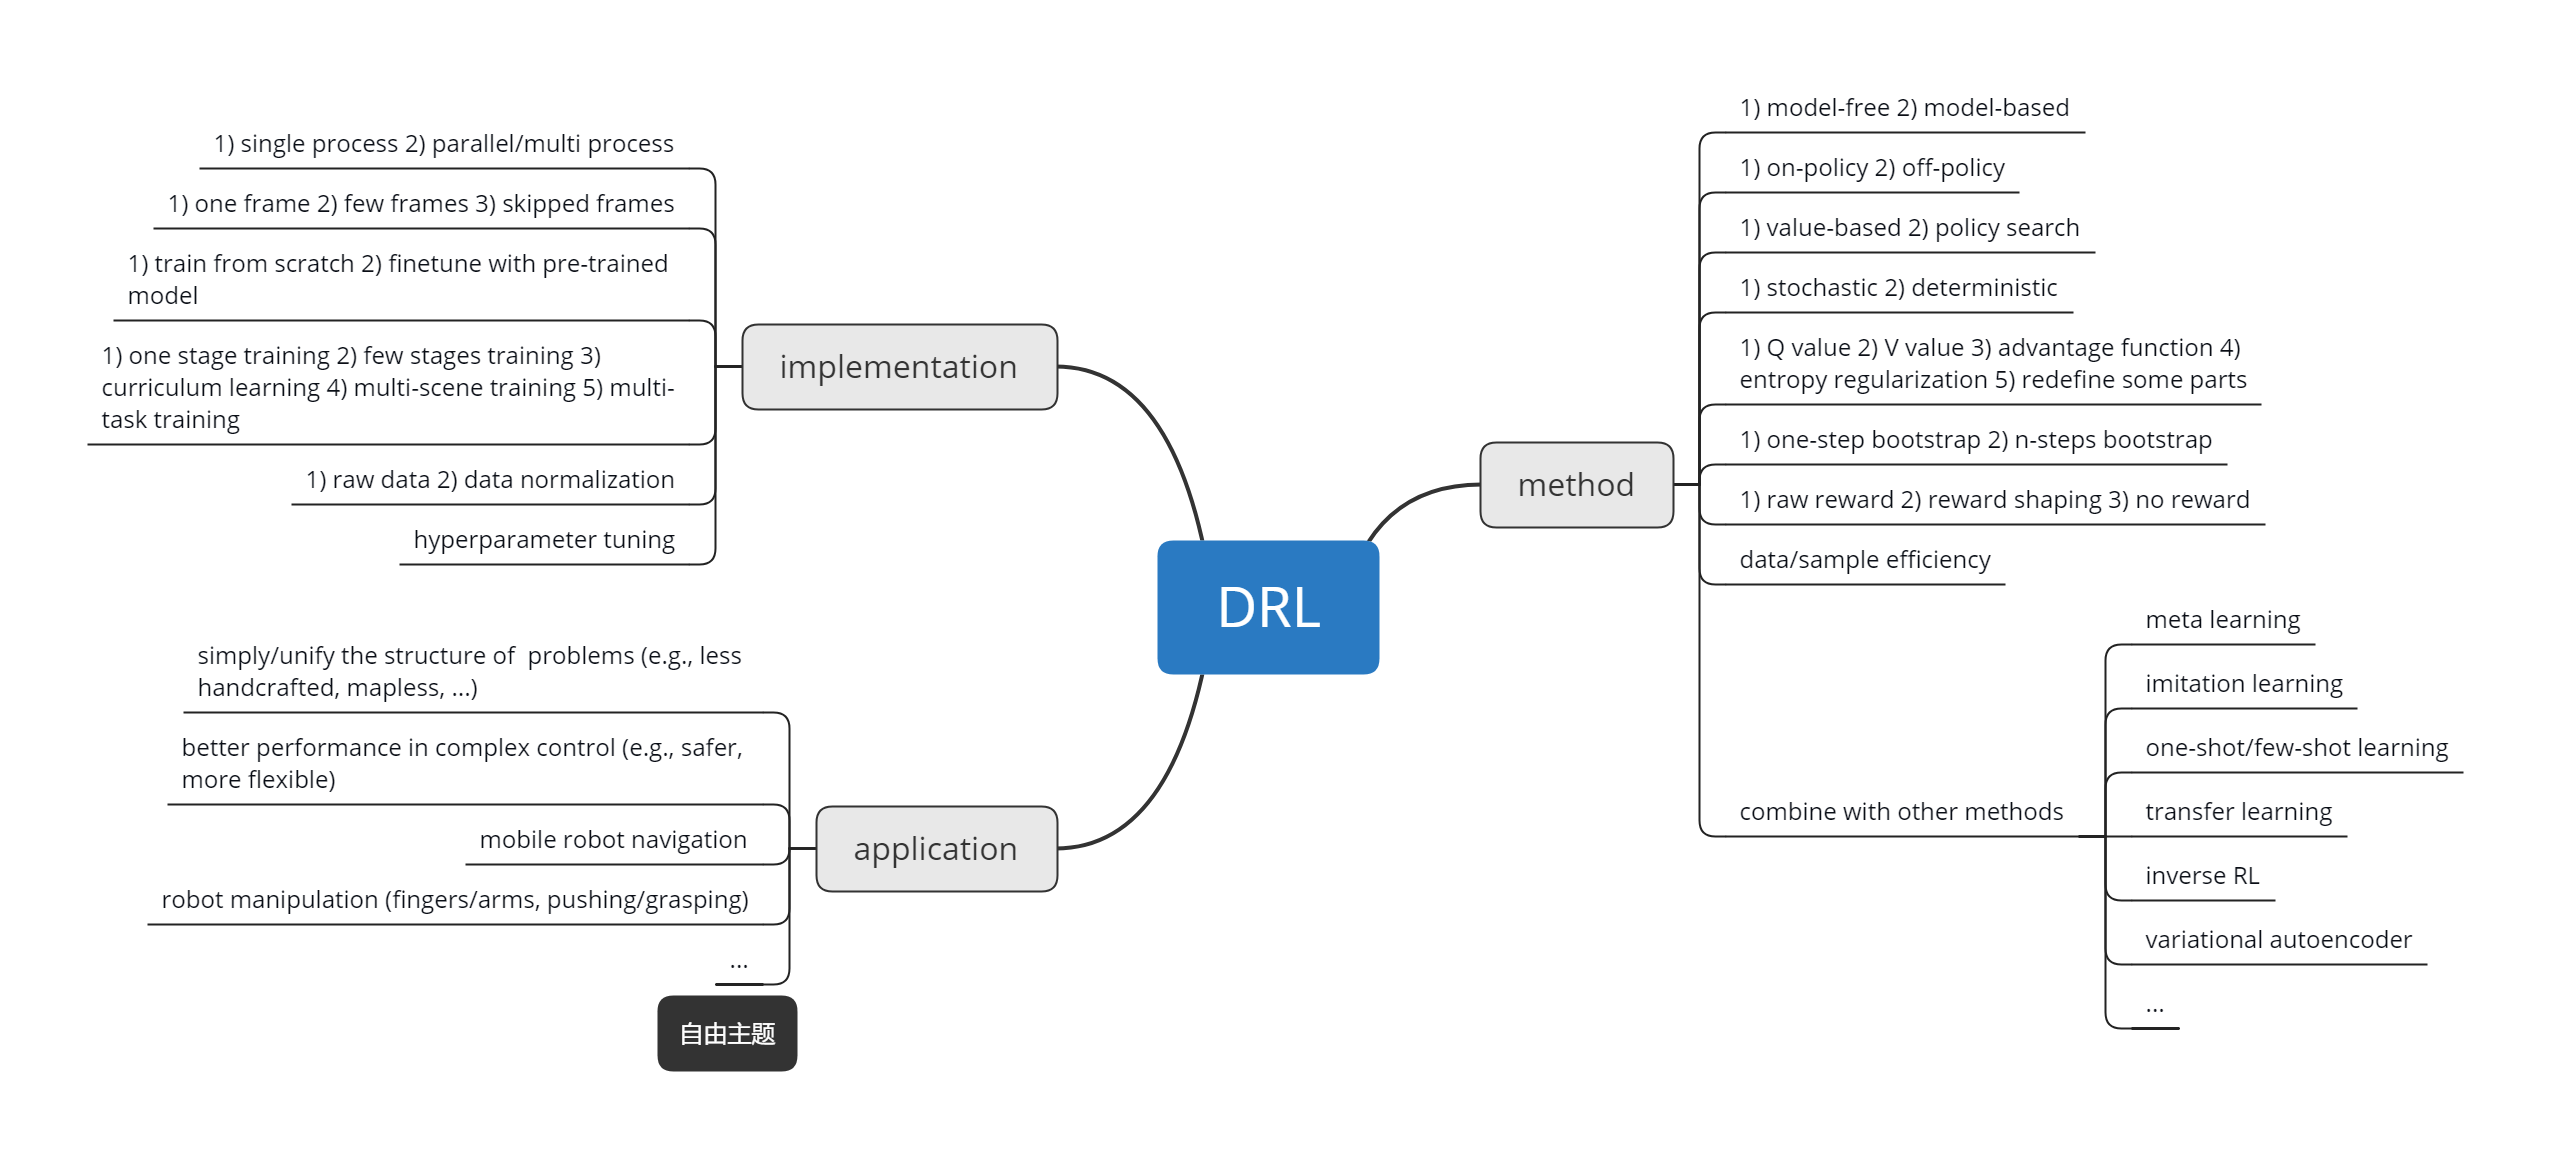 DRL
method
1) model-free 2) model-based
1) on-policy 2) off-policy
1) value-based 2) policy search
1) stochastic 2) deterministic
1) Q value 2) V value 3) advantage function 4)
entropy regularization 5) redefine some parts
1) one-step bootstrap 2) n-steps bootstrap
1) raw reward 2) reward shaping 3) no reward
data/sample efficiency
combine with other methods
meta learning
imitation learning
one-shot/few-shot learning
transfer learning
inverse RL
variational autoencoder
...
implementation
1) single process 2) parallel/multi process
1) one frame 2) few frames 3) skipped frames
1) train from scratch 2) finetune with pre-trained
model
1) one stage training 2) few stages training 3)
curriculum learning 4) multi-scene training 5) multi-
task training
1) raw data 2) data normalization
hyperparameter tuning
application
simply/unify the structure of  problems (e.g., less
handcrafted, mapless, ...)
better performance in complex control (e.g., safer,
more flexible)
mobile robot navigation
robot manipulation (fingers/arms, pushing/grasping)
...
自由主题